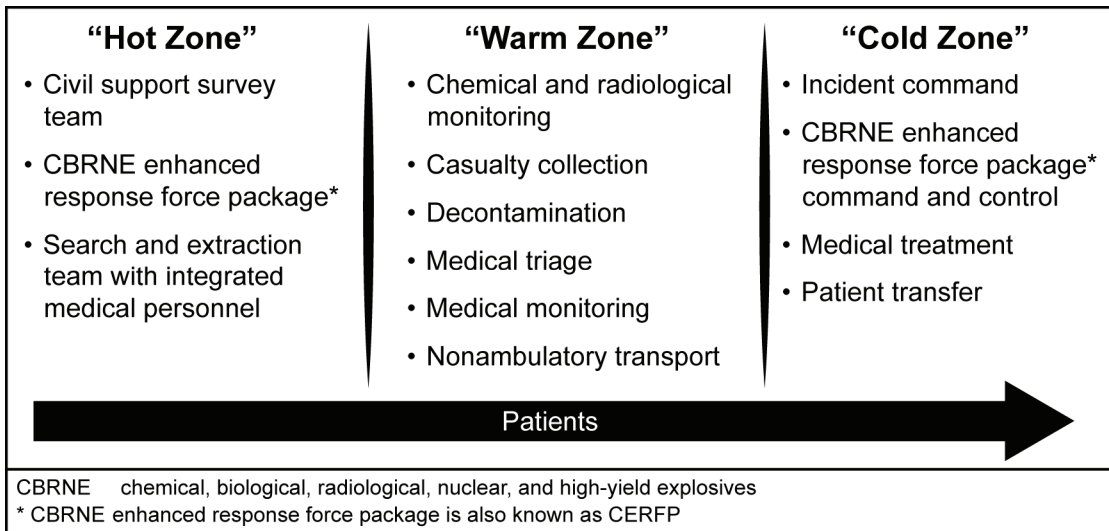 “Hot Zone”
• Civil support survey
team
• CBRNE enhanced
response force package*
• Search and extraction
team with integrated
medical personnel
“Warm Zone”
• Chemical and radiological
monitoring
• Casualty collection
• Decontamination
• Medical triage
• Medical monitoring
• Nonambulatory transport
“Cold Zone”
• Incident command
• CBRNE enhanced
response force package*
command and control
• Medical treatment
• Patient transfer
Patients
CBRNE chemical, biological, radiological, nuclear, and high-yield explosives
* CBRNE enhanced response force package is also known as CERFP